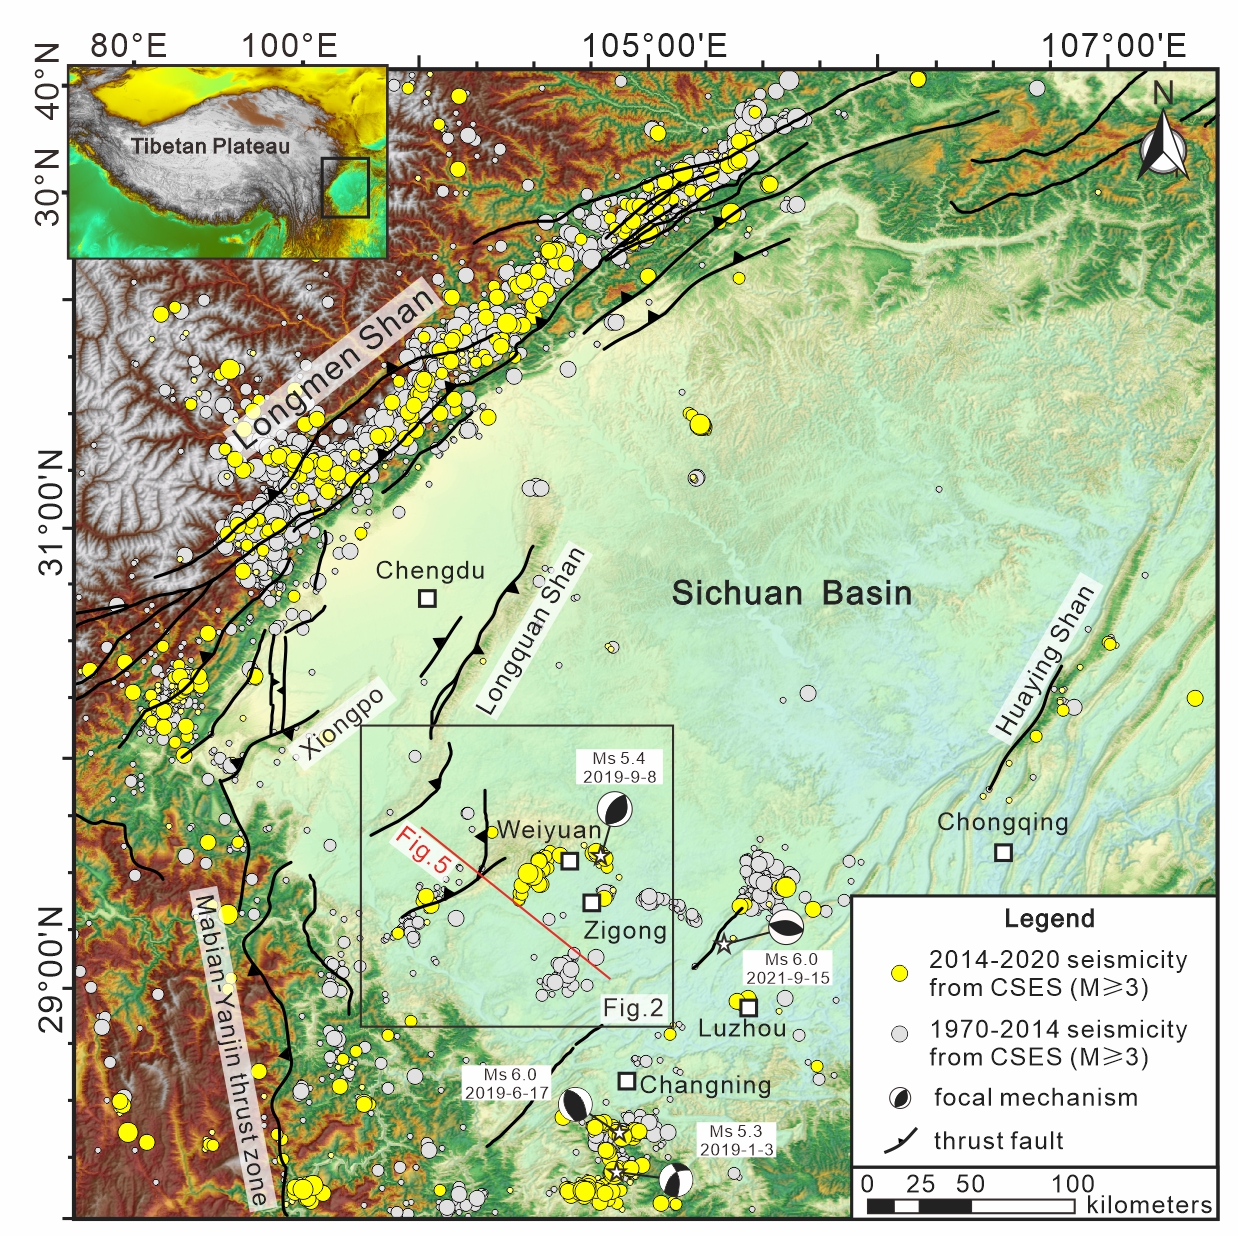 80°E
100°E
105°00'E
107°00'E
40°N
30°N
31°00'N
29°00'N
Tibetan Plateau
N
Longmen Shan
Chengdu
Longquan Shan
Sichuan Basin
Huaying Shan
Xiongpo
Ms 5.4
2019-9-8
Weiyuan
Fig.5
Chongqing
Zigong
Mabian-Yanjin thrust zone
Ms 6.0
2021-9-15
Fig.2
Luzhou
Ms 6.0
2019-6-17
Changning
Ms 5.3
2019-1-3
Legend
2014-2020 seismicity
from CSES (M⩾3)
1970-2014 seismicity
from CSES (M⩾3)
focal mechanism
thrust fault
0 25 50 100
kilometers